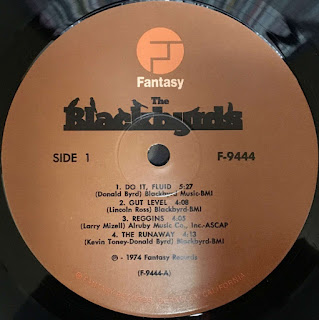 Fantasy
The
Blackbyrds
SIDE 1
F-9444
1. DO IT, FLUID 5:27
(Donald Byrd) Blackbyrd Music-BMI
2. GUT LEVEL 4:08
(Lincoln Ross) Blackbyrd-BMI
3. REGGINS 4:05
(Larry Mizell) Alruby Music Co., Inc.-ASCAP
4. THE RUNAWAY 4:13
(Kevin Toney-Donald Byrd) Blackbyrd-BMI
℗ - 1974 Fantasy Records
(F-9444-A)